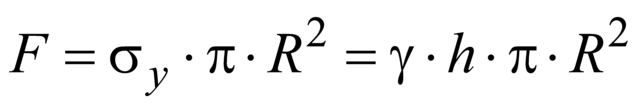 F = σ_y · π · R² = γ · h · π · R²